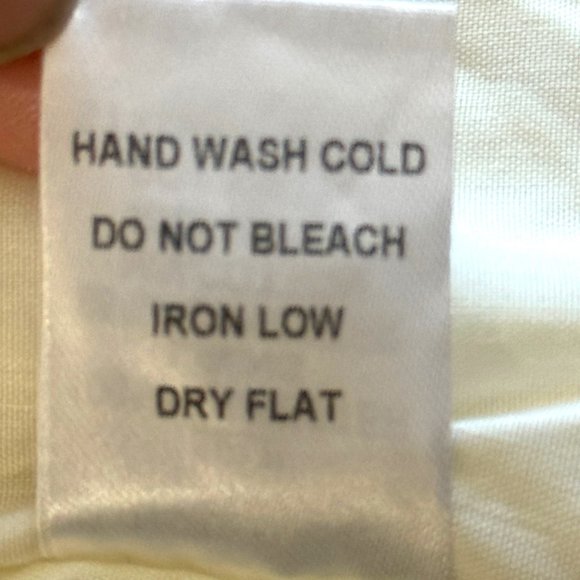 HAND WASH COLD
DO NOT BLEACH
IRON LOW
DRY FLAT